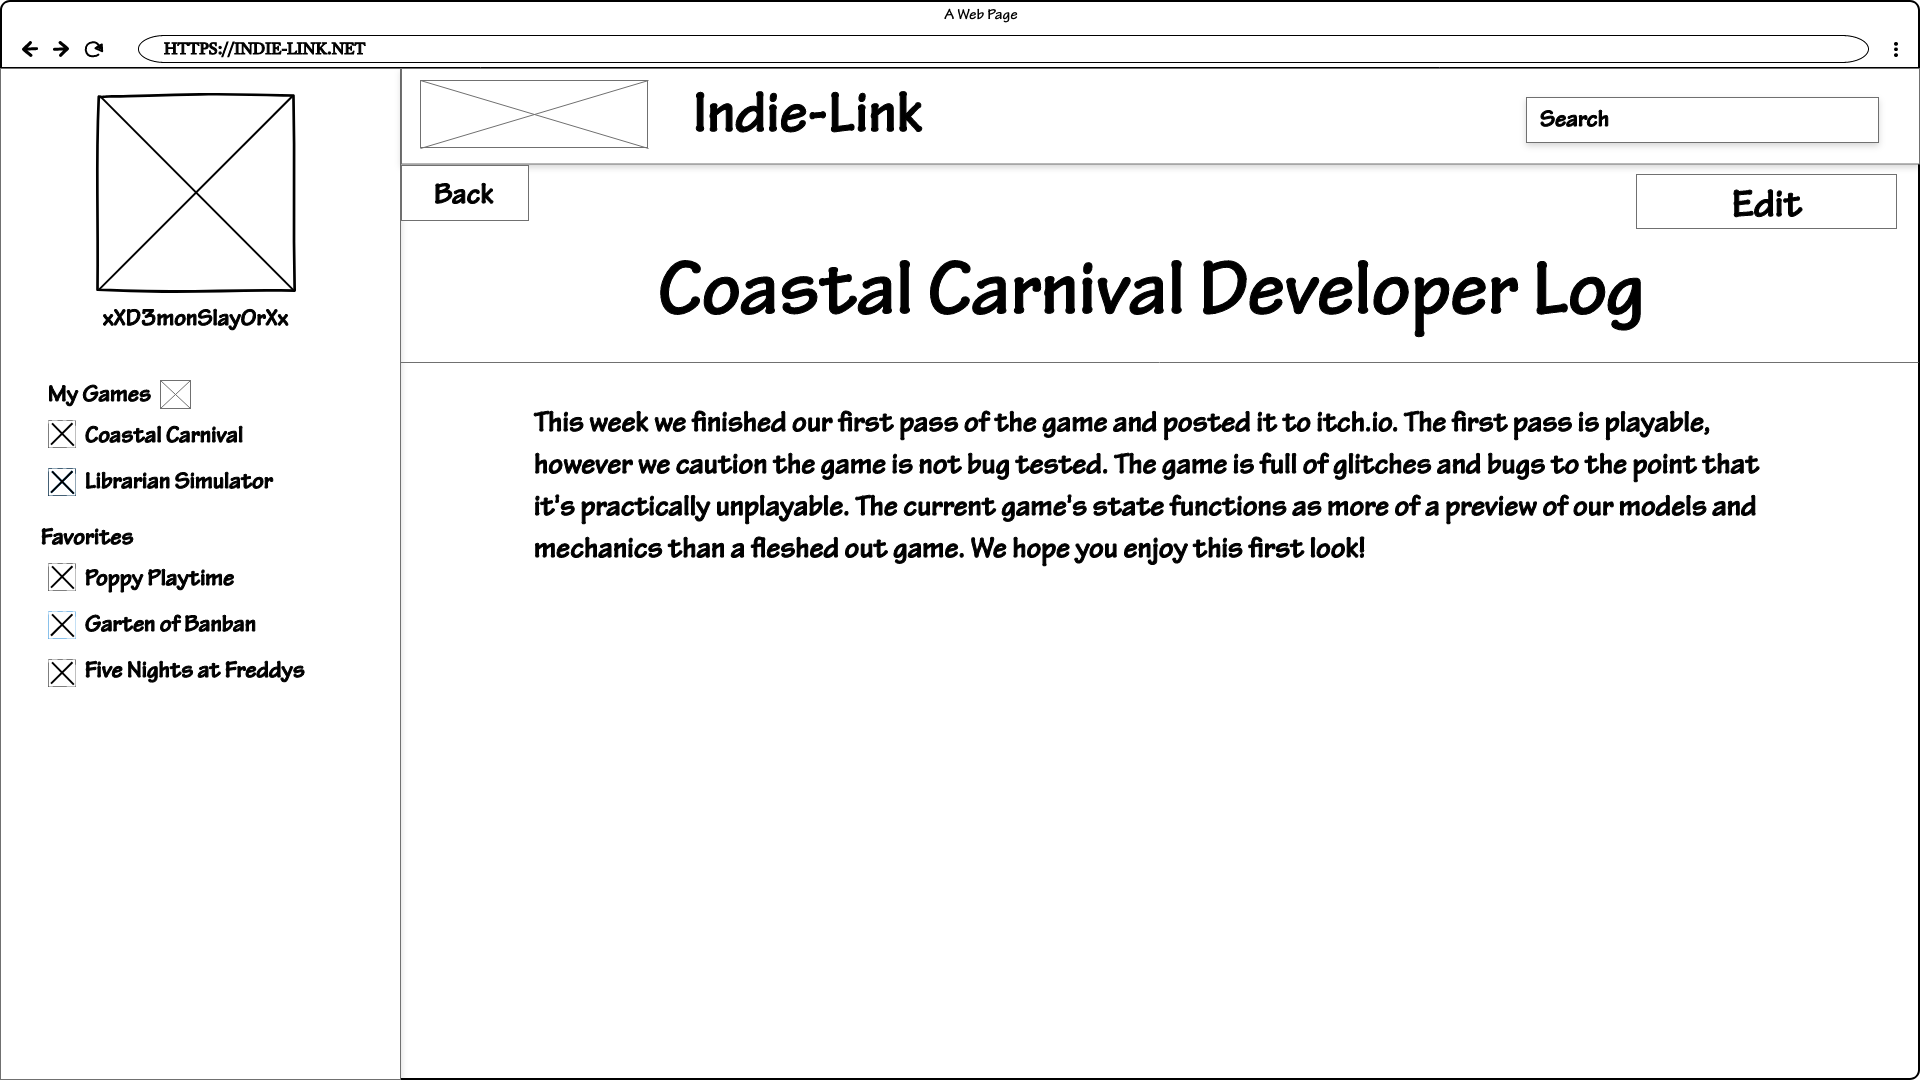 A Web Page
HTTPS://INDIE-LINK.NET
xXD3monSlayOrXx
My Games
Coastal Carnival
Librarian Simulator
Favorites
Poppy Playtime
Garten of Banban
Five Nights at Freddys
Indie-Link
Search
Back
Edit
Coastal Carnival Developer Log
This week we finished our first pass of the game and posted it to itch.io. The first pass is playable,
however we caution the game is not bug tested. The game is full of glitches and bugs to the point that
it's practically unplayable. The current game's state functions as more of a preview of our models and
mechanics than a fleshed out game. We hope you enjoy this first look!